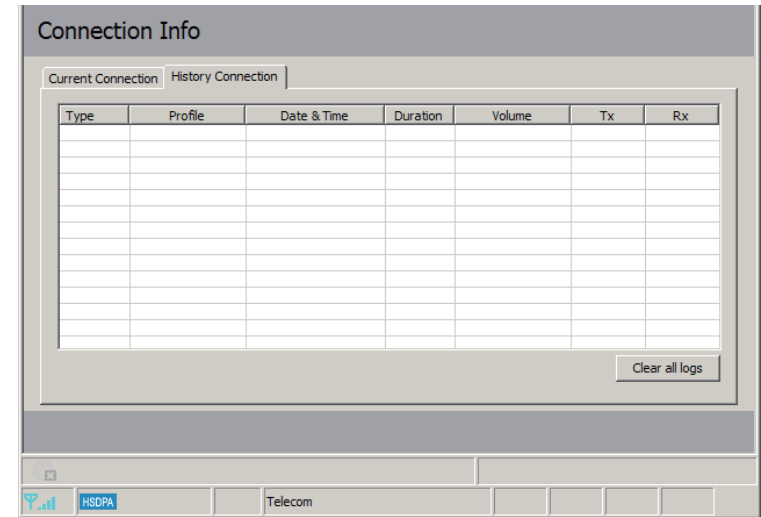 Connection Info
Current Connection History Connection
Type Profile Date & Time Duration Volume Tx Rx
Clear all logs
HSDPA Telecom